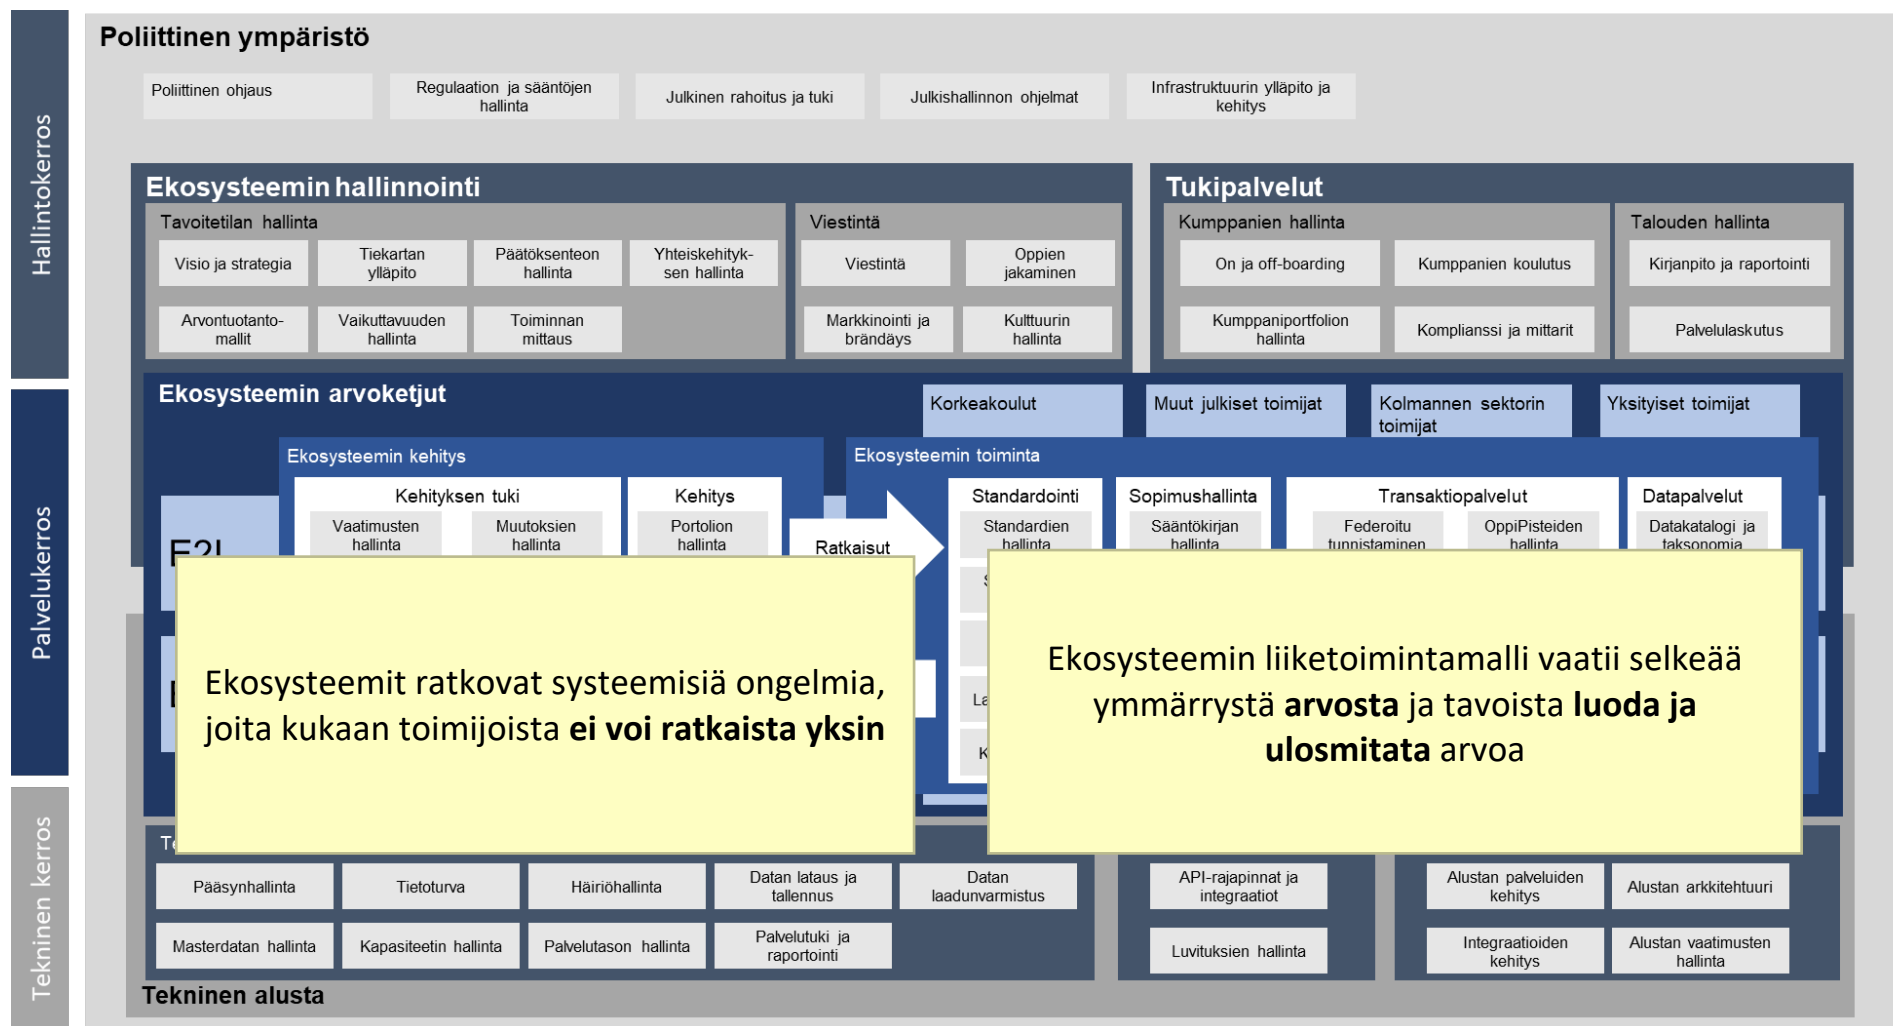 Hallintokerros
Palvelukerros
Tekninen kerros
Poliittinen ympäristö
Poliittinen ohjaus
Regulaation ja sääntöjen
hallinta
Julkinen rahoitus ja tuki
Julkishallinnon ohjelmat
Infrastruktuurin ylläpito ja
kehitys
Ekosysteemin hallinnointi
Tavoitetilan hallinta
Visio ja strategia
Tiekartan
ylläpito
Päätöksenteon
hallinta
Yhteiskehityk-
sen hallinta
Arvontuotanto-
mallit
Vaikuttavuuden
hallinta
Toiminnan
mittaus
Viestintä
Viestintä
Oppien
jakaminen
Markkinointi ja
brändäys
Kulttuurin
hallinta
Tukipalvelut
Kumppanien hallinta
On ja off-boarding
Kumppanien koulutus
Kumppaniportfolion
hallinta
Komplianssi ja mittarit
Talouden hallinta
Kirjanpito ja raportointi
Palvelulaskutus
Ekosysteemin arvoketjut
Korkeakoulut
Muut julkiset toimijat
Kolmannen sektorin
toimijat
Yksityiset toimijat
Ekosysteemin kehitys
Kehityksen tuki
Vaatimusten
hallinta
Muutoksien
hallinta
Kehitys
Portolion
hallinta
Ratkaisut
Ekosysteemin toiminta
Standardointi
Standardien
hallinta
Sopimushallinta
Sääntökirjan
hallinta
Transaktiopalvelut
Federoitu
tunnistaminen
OppiPisteiden
hallinta
Datapalvelut
Datakatalogi ja
taksonomia
Ekosysteemit ratkovat systeemisiä ongelmia,
joita kukaan toimijoista ei voi ratkaista yksin
Ekosysteemin liiketoimintamalli vaatii selkeää
ymmärrystä arvosta ja tavoista luoda ja
ulosmitata arvoa
Pääsynhallinta
Tietoturva
Häiriöhallinta
Datan lataus ja
tallennus
Datan
laadunvarmistus
Masterdatan hallinta
Kapasiteetin hallinta
Palvelutason hallinta
Palvelutuki ja
raportointi
API-rajapinnat ja
integraatiot
Luvituksien hallinta
Alustan palveluiden
kehitys
Alustan arkkitehtuuri
Integraatioiden
kehitys
Alustan vaatimusten
hallinta
Tekninen alusta